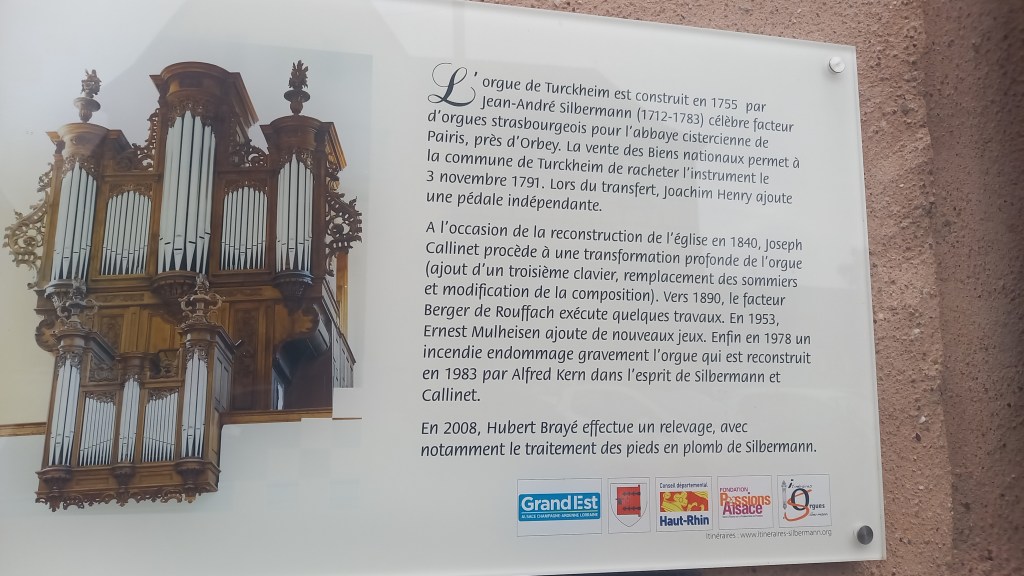 L'orgue de Turckheim est construit en 1755 par
Jean-André Silbermann (1712-1783) célèbre facteur
d'orgues strasbourgeois pour l'abbaye cistercienne de
Pairis, près d'Orbey. La vente des Biens nationaux permet à
la commune de Turckheim de racheter l'instrument le
3 novembre 1791. Lors du transfert, Joachim Henry ajoute
une pédale indépendante.
A l'occasion de la reconstruction de l'église en 1840, Joseph
Callinet procède à une transformation profonde de l'orgue
(ajout d'un troisième clavier, remplacement des sommiers
et modification de la composition). Vers 1890, le facteur
Berger de Rouffach exécute quelques travaux. En 1953,
Ernest Mulheisen ajoute de nouveaux jeux. Enfin en 1978 un
incendie endommage gravement l'orgue qui est reconstruit
en 1983 par Alfred Kern dans l'esprit de Silbermann et
Callinet.
En 2008, Hubert Brayé effectue un relevage, avec
notamment le traitement des pieds en plomb de Silbermann.
GrandEst
ALSACE CHAMPAGNE-ARDENNE LORRAINE
Conseil départemental
Haut-Rhin
FONDATION
Passions
Alsace
Orgues
Itinéraires : www.itineraires-silbermann.org